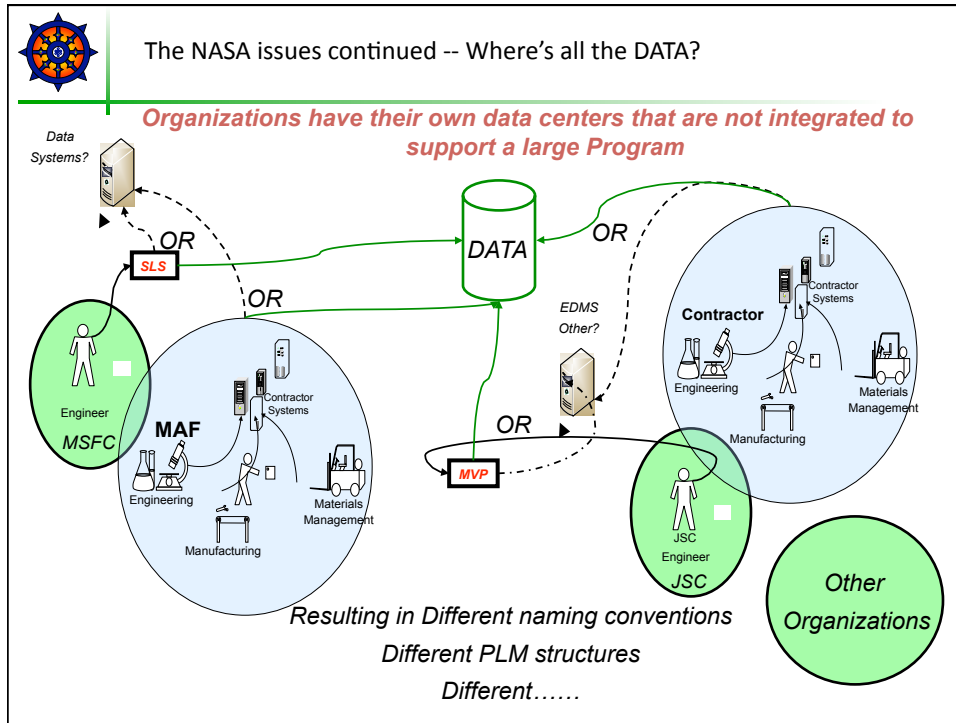 The NASA issues continued -- Where's all the DATA?
Organizations have their own data centers that are not integrated to
support a large Program
Data
Systems?
OR
SLS
OR
DATA
OR
EDMS
Other?
Contractor
Contractor
Systems
Engineering
Materials
Management
Manufacturing
Engineer
MSFC
MAF
Contractor
Systems
Engineering
Materials
Management
Manufacturing
OR
MVP
JSC
Engineer
JSC
Other
Organizations
Resulting in Different naming conventions
Different PLM structures
Different……